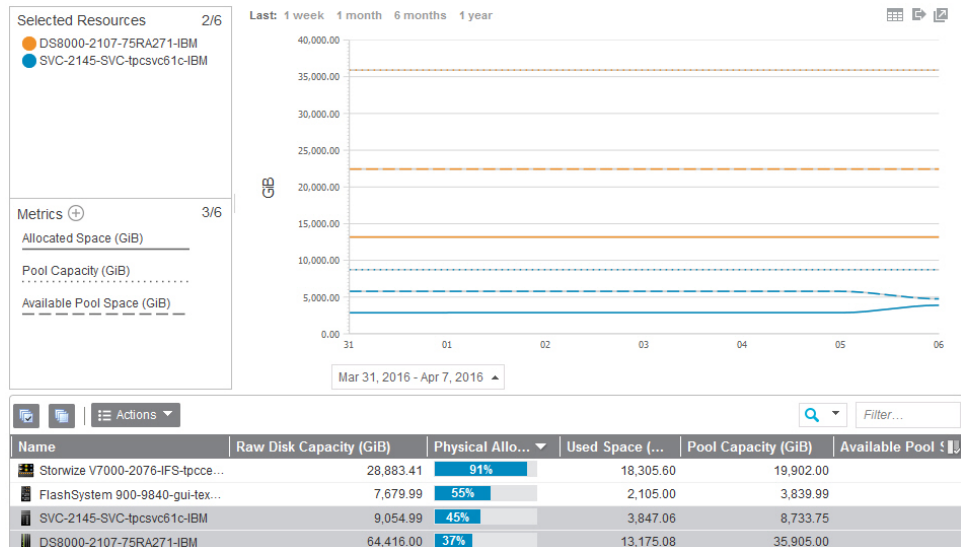 Selected Resources 2/6
DS8000-2107-75RA271-IBM
SVC-2145-SVC-tpcsvc61c-IBM
Metrics 3/6
Allocated Space (GiB)
Pool Capacity (GiB)
Available Pool Space (GiB)
Last: 1 week 1 month 6 months 1 year
40,000.00
35,000.00
30,000.00
25,000.00
20,000.00
15,000.00
10,000.00
5,000.00
0.00
GiB
31 01 02 03 04 05 06
Mar 31, 2016 - Apr 7, 2016
Actions
Filter...
Name Raw Disk Capacity (GiB) Physical Allo... Used Space (... Pool Capacity (GiB) Available Pool S
Storwize V7000-2076-IFS-tpcce... 28,883.41 91% 18,305.60 19,902.00
FlashSystem 900-9840-gui-tex... 7,679.99 55% 2,105.00 3,839.99
SVC-2145-SVC-tpcsvc61c-IBM 9,054.99 45% 3,847.06 8,733.75
DS8000-2107-75RA271-IBM 64,416.00 37% 13,175.08 35,905.00